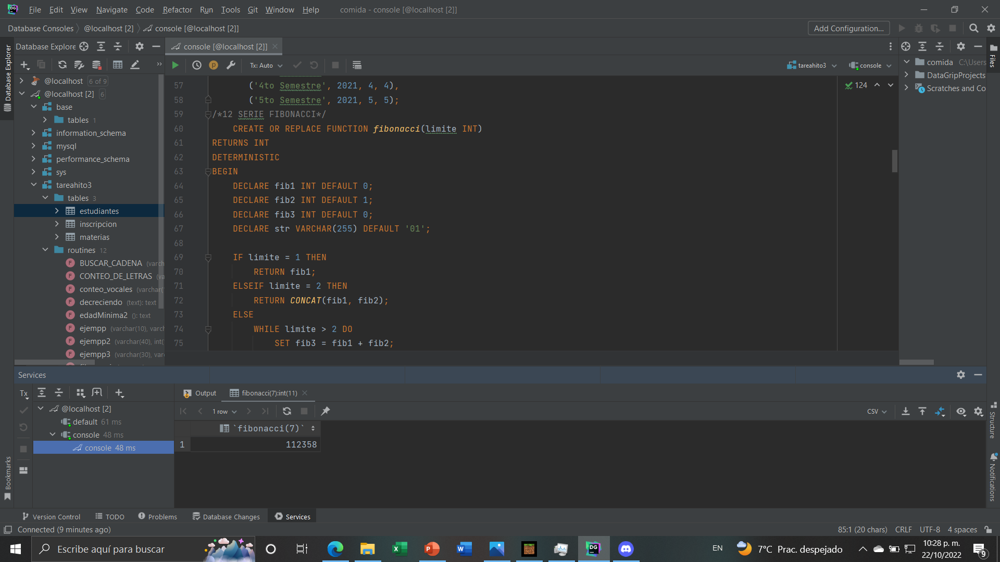 File Edit View Navigate Code Refactor Run Tools Git Window Help comida - console [@localhost [2]]
Database Consoles @localhost [2] console [@localhost [2]]
Add Configuration...
Database Explore
console [@localhost [2]]
Tx: Auto
tareahito3
console
Database Explorer
@localhost 6 of 9
@localhost [2] 6
base
tables 1
information_schema
mysql
performance_schema
sys
tareahito3
tables 3
estudiantes
inscripcion
materias
routines 12
BUSCAR_CADENA (varch
CONTEO_DE_LETRAS (va
conteo_vocales (varchar(
decreciendo (text): text
edadMinima2 (): text
ejempp (varchar(10), varch
ejempp2 (varchar(40), int(
ejempp3 (varchar(30), varc
57 ('4to Semestre', 2021, 4, 4),
58 ('5to Semestre', 2021, 5, 5);
59 /*12 SERIE FIBONACCI*/
60 CREATE OR REPLACE FUNCTION fibonacci(limite INT)
61 RETURNS INT
62 DETERMINISTIC
63 BEGIN
64 DECLARE fib1 INT DEFAULT 0;
65 DECLARE fib2 INT DEFAULT 1;
66 DECLARE fib3 INT DEFAULT 0;
67 DECLARE str VARCHAR(255) DEFAULT '01';
68
69 IF limite = 1 THEN
70 RETURN fib1;
71 ELSEIF limite = 2 THEN
72 RETURN CONCAT(fib1, fib2);
73 ELSE
74 WHILE limite > 2 DO
75 SET fib3 = fib1 + fib2;
124
comida C:\Users
DataGripProjects
Scratches and Co
Files
Services
Tx
@localhost [2]
default 61 ms
console 48 ms
console 48 ms
Output
fibonacci(7):int(11)
1 row
CSV
`fibonacci(7)`
1 112358
Bookmarks
Structure
Notifications
Version Control TODO Problems Database Changes Services
Connected (9 minutes ago)
85:1 (20 chars) CRLF UTF-8 4 spaces
Escribe aquí para buscar
EN
7°C Prac. despejado
10:28 p. m.
22/10/2022
9